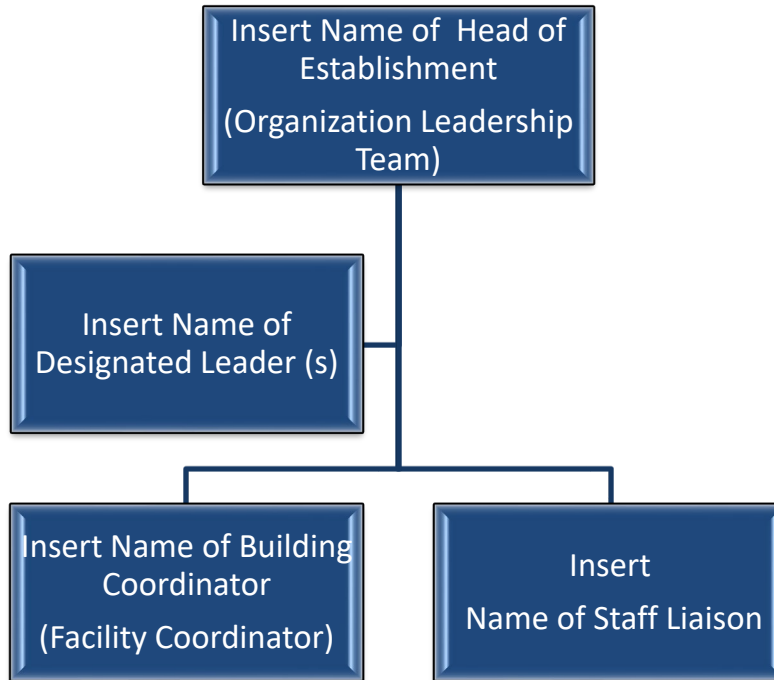 Insert Name of  Head of
Establishment
(Organization Leadership
Team)
Insert Name of
Designated Leader (s)
Insert Name of Building
Coordinator
(Facility Coordinator)
Insert
Name of Staff Liaison